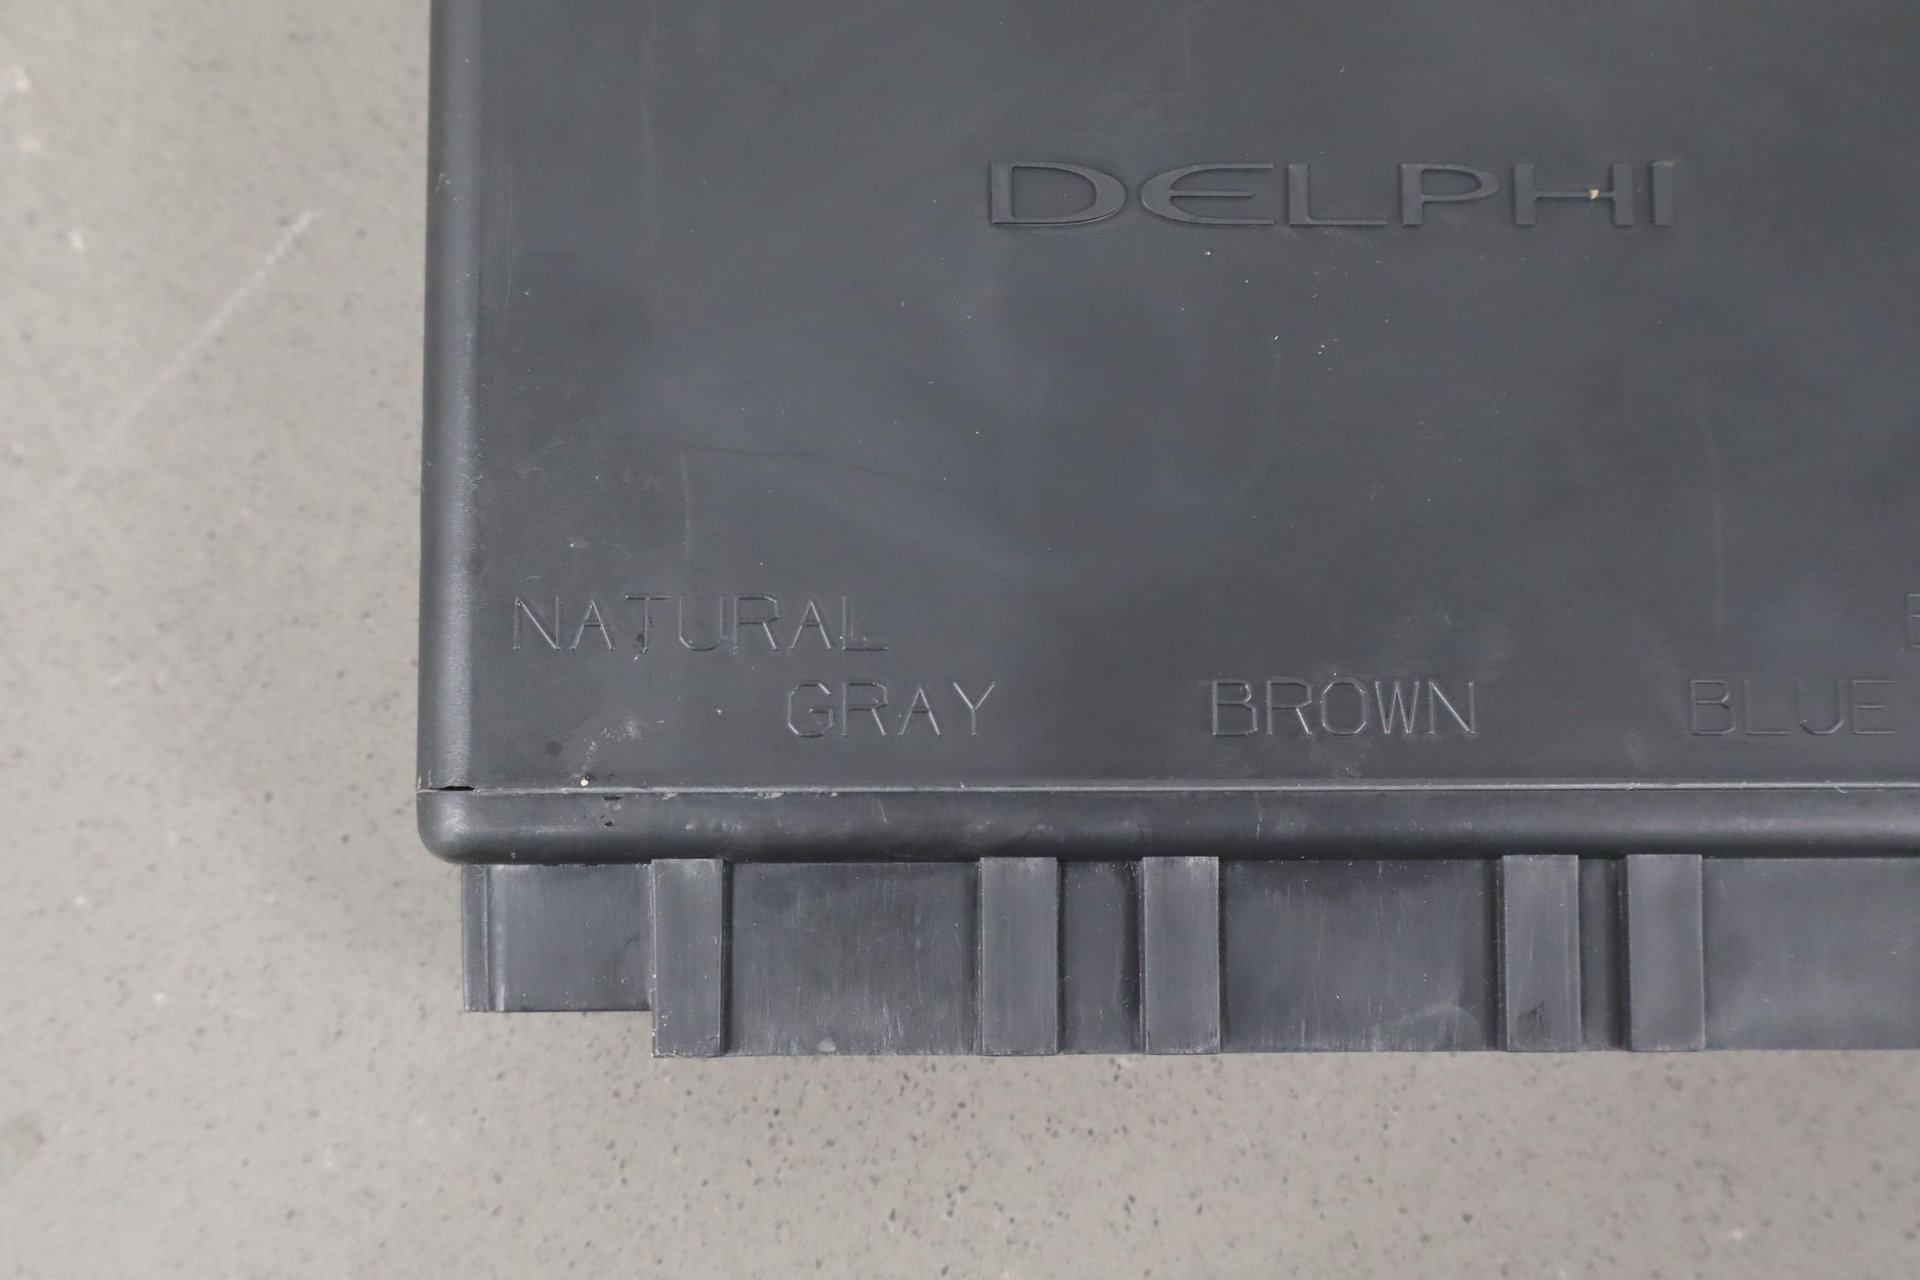 DELPHI
NATURAL
GRAY BROWN BLUE